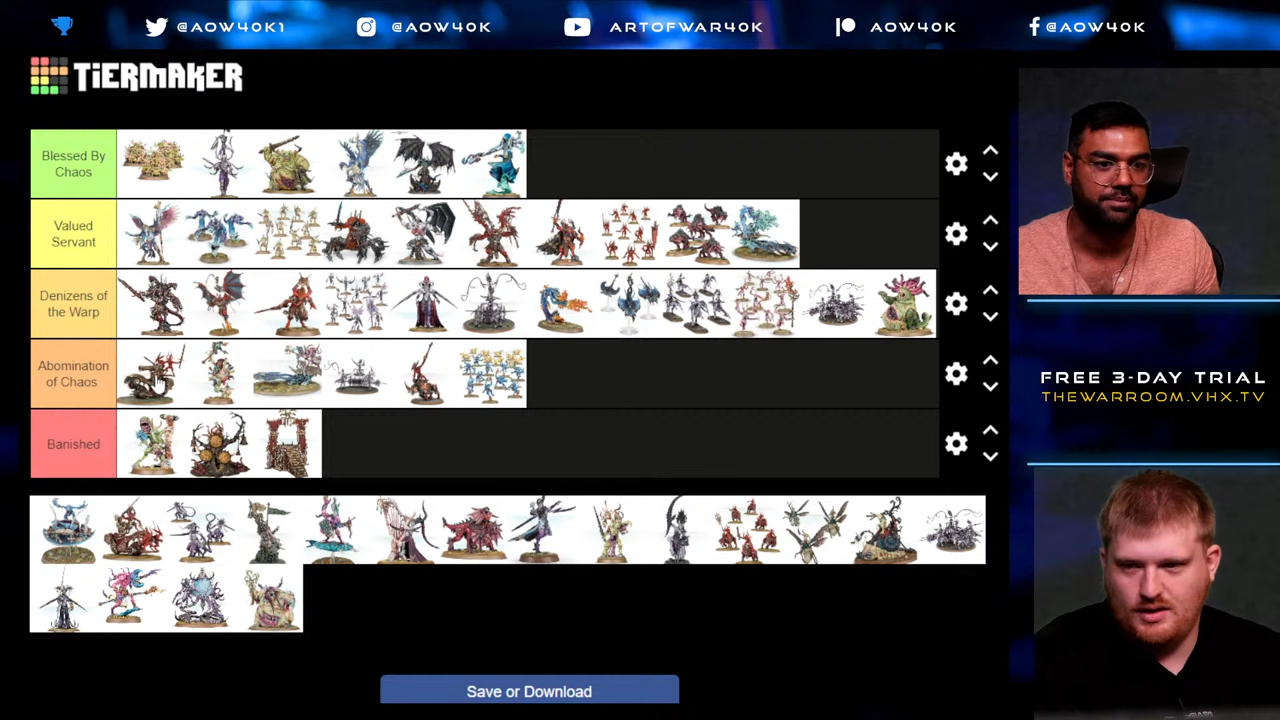 @AOW40K1 @AOW40K ARTOFWAR40K AOW40K @AOW40K
TiERMAKER
Blessed By
Chaos
Valued
Servant
Denizens of
the Warp
Abomination
of Chaos
Banished
Save or Download
FREE 3-DAY TRIAL
THEWARROOM.VHX.TV